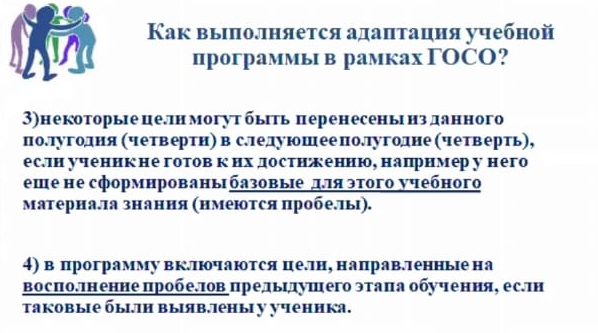 Как выполняется адаптация учебной
программы в рамках ГОСО?
3)некоторые цели могут быть перенесены из данного
полугодия (четверти) в следующее полугодие (четверть),
если ученик не готов к их достижению, например у него
еще не сформированы базовые для этого учебного
материала знания (имеются пробелы).
4) в программу включаются цели, направленные на
восполнение пробелов предыдущего этапа обучения, если
таковые были выявлены у ученика.